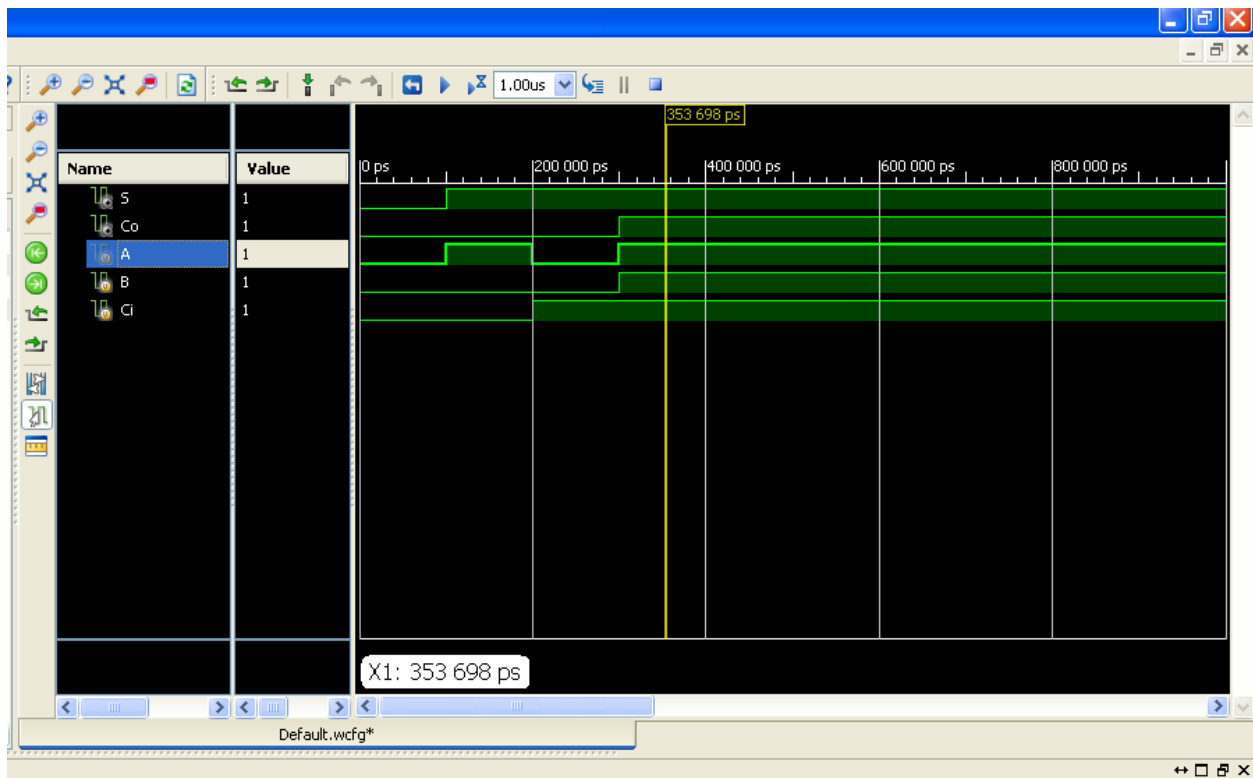 353 698 ps
1.00us
Name
Value
0 ps
200 000 ps
400 000 ps
600 000 ps
800 000 ps
S
1
Co
1
A
1
B
1
Ci
1
X1: 353 698 ps
Default.wcfg*